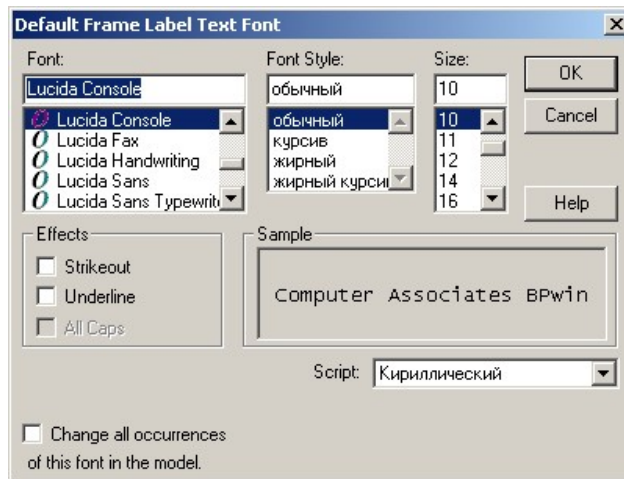 Default Frame Label Text Font
Font:
Font Style:
Size:
Lucida Console
обычный
10
OK
Lucida Console
Lucida Fax
Lucida Handwriting
Lucida Sans
Lucida Sans Typewrit
обычный
курсив
жирный
жирный курси
10
11
12
14
16
Cancel
Help
Effects
Strikeout
Underline
All Caps
Sample
Computer Associates BPwin
Script:
Кириллический
Change all occurrences
of this font in the model.